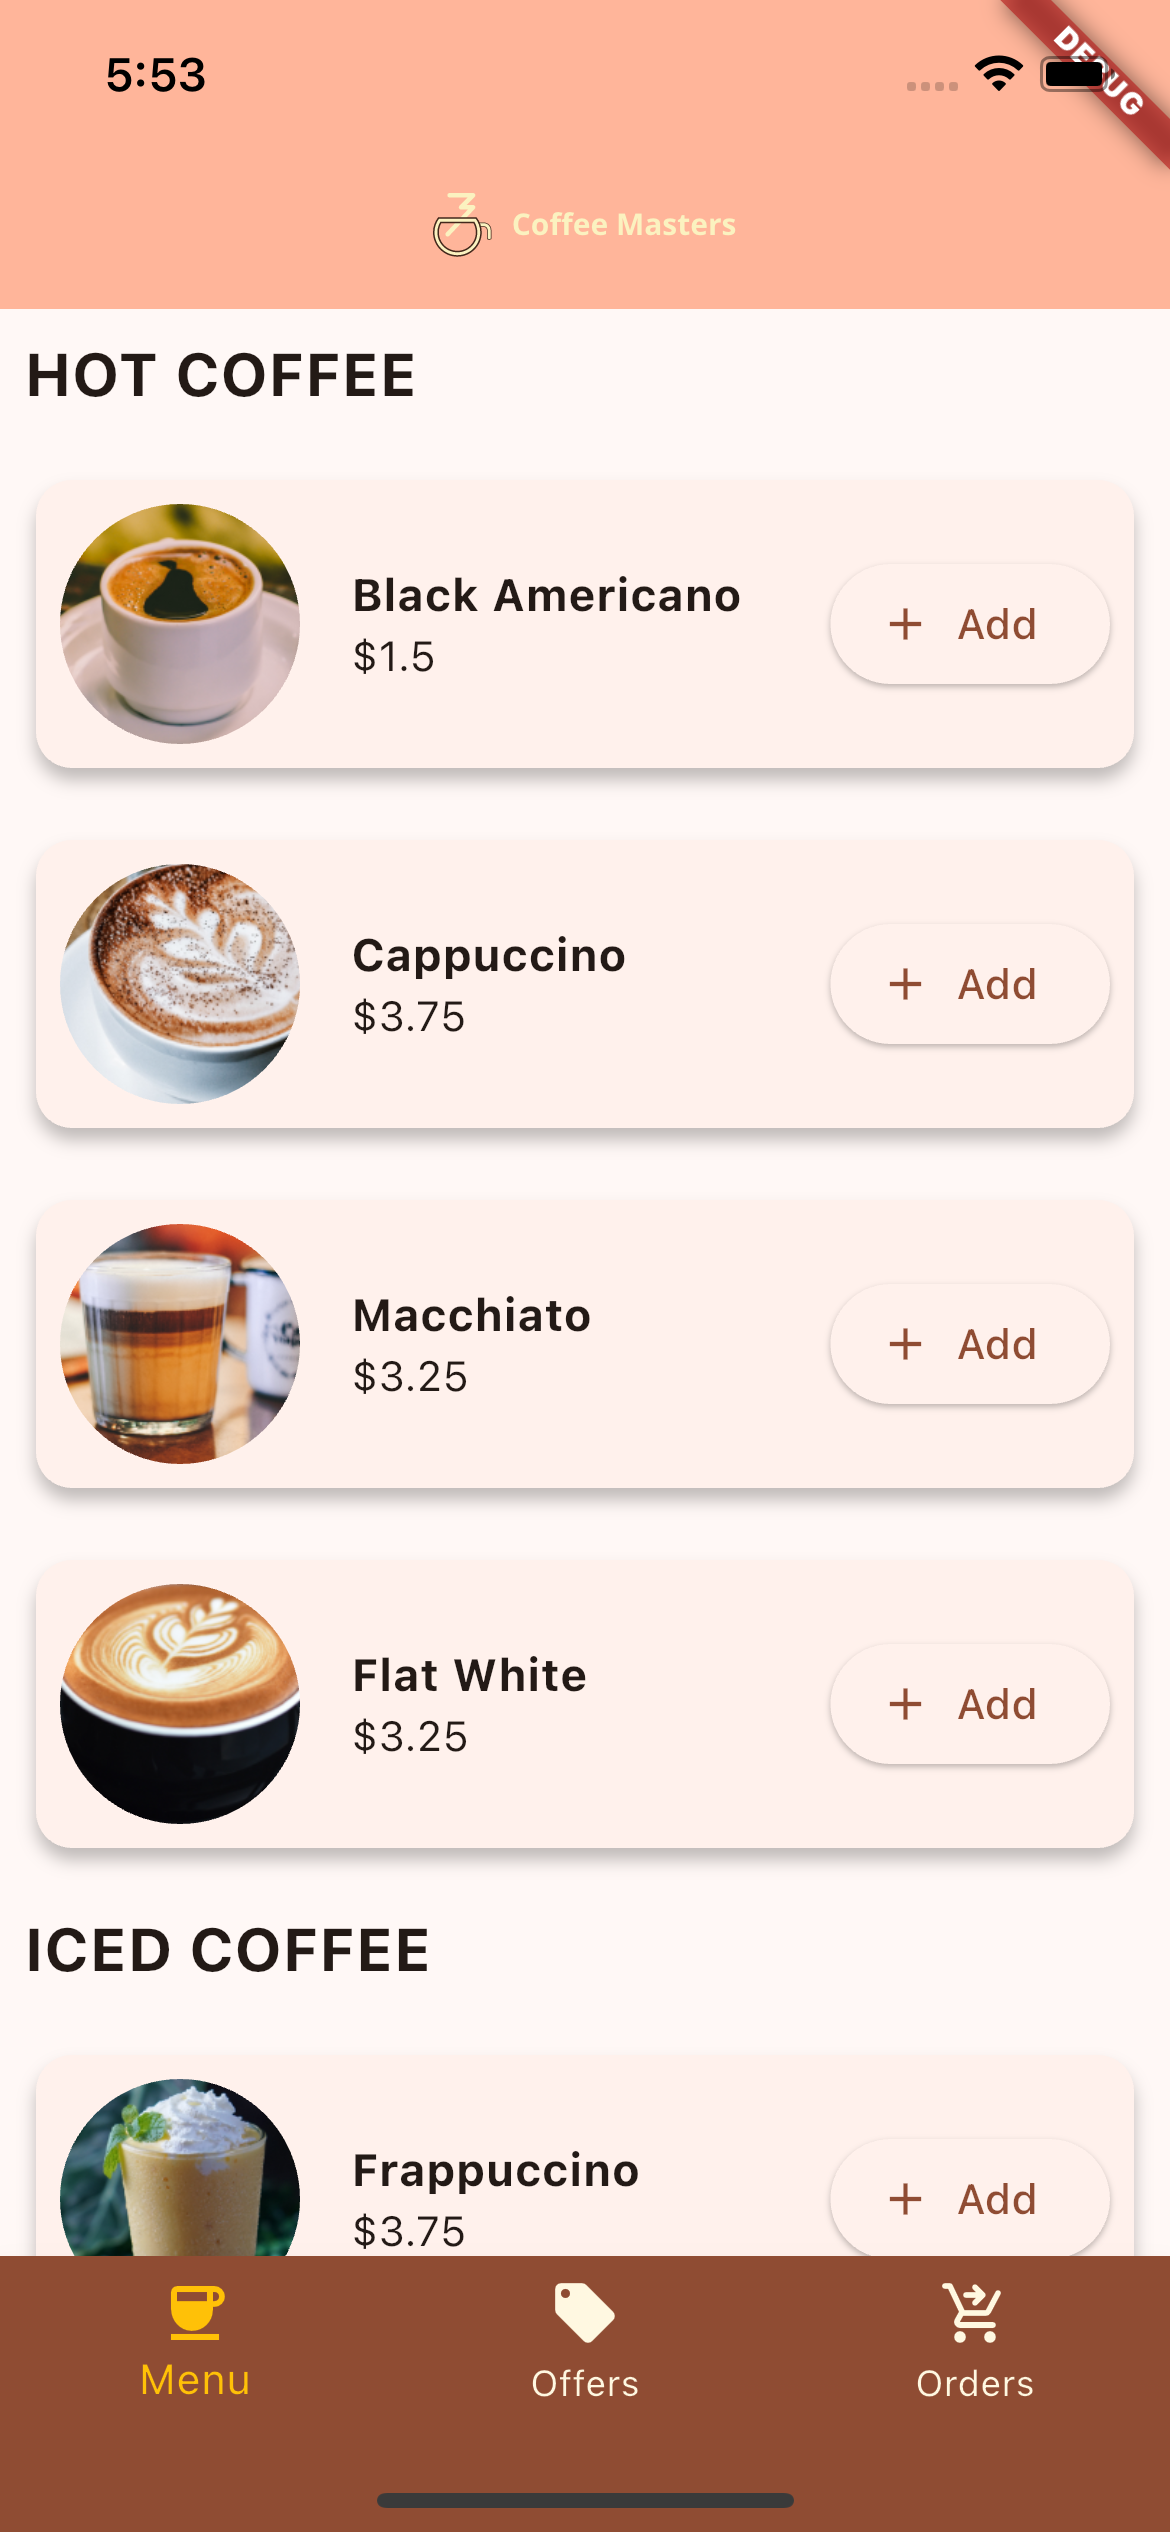 5:53
DEBUG
Coffee Masters
HOT COFFEE
Black Americano
$1.5
+ Add
Cappuccino
$3.75
+ Add
Macchiato
$3.25
+ Add
Flat White
$3.25
+ Add
ICED COFFEE
Frappuccino
$3.75
+ Add
Menu
Offers
Orders